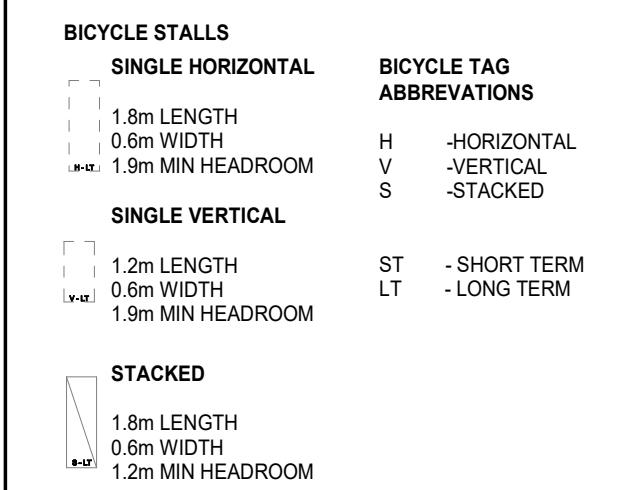 BICYCLE STALLS
SINGLE HORIZONTAL
1.8m LENGTH
0.6m WIDTH
H-LT
1.9m MIN HEADROOM
SINGLE VERTICAL
1.2m LENGTH
0.6m WIDTH
V-LT
1.9m MIN HEADROOM
STACKED
1.8m LENGTH
0.6m WIDTH
S-LT
1.2m MIN HEADROOM
BICYCLE TAG
ABBREVATIONS
H -HORIZONTAL
V -VERTICAL
S -STACKED
ST - SHORT TERM
LT - LONG TERM